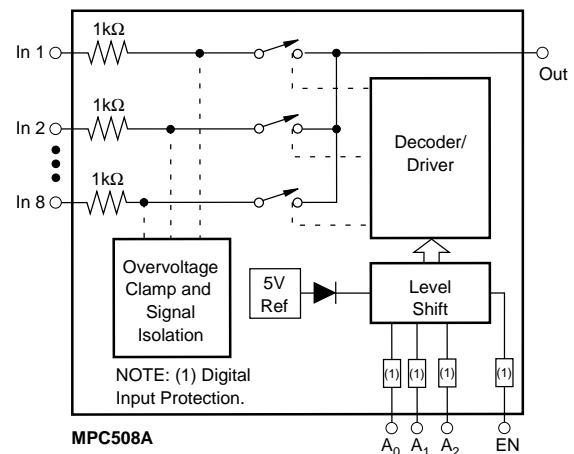 1kΩ
In 1
Out
1kΩ
In 2
Decoder/
Driver
1kΩ
In 8
Overvoltage
Clamp and
Signal
Isolation
5V
Ref
Level
Shift
NOTE: (1) Digital
Input Protection.
(1) (1) (1) (1)
MPC508A
A₀ A₁ A₂ EN